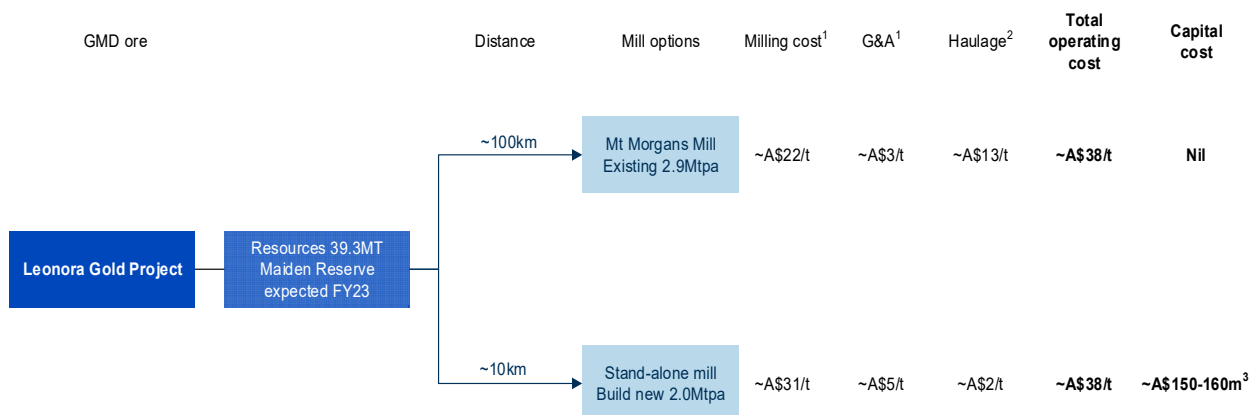 GMD ore
Distance
Mill options
Milling cost1
G&A1
Haulage2
Total
operating
cost
Capital
cost
~100km
Mt Morgans Mill
Existing 2.9Mtpa
~A$22/t
~A$3/t
~A$13/t
~A$38/t
Nil
Leonora Gold Project
Resources 39.3MT
Maiden Reserve
expected FY23
~10km
Stand-alone mill
Build new 2.0Mtpa
~A$31/t
~A$5/t
~A$2/t
~A$38/t
~A$150-160m3